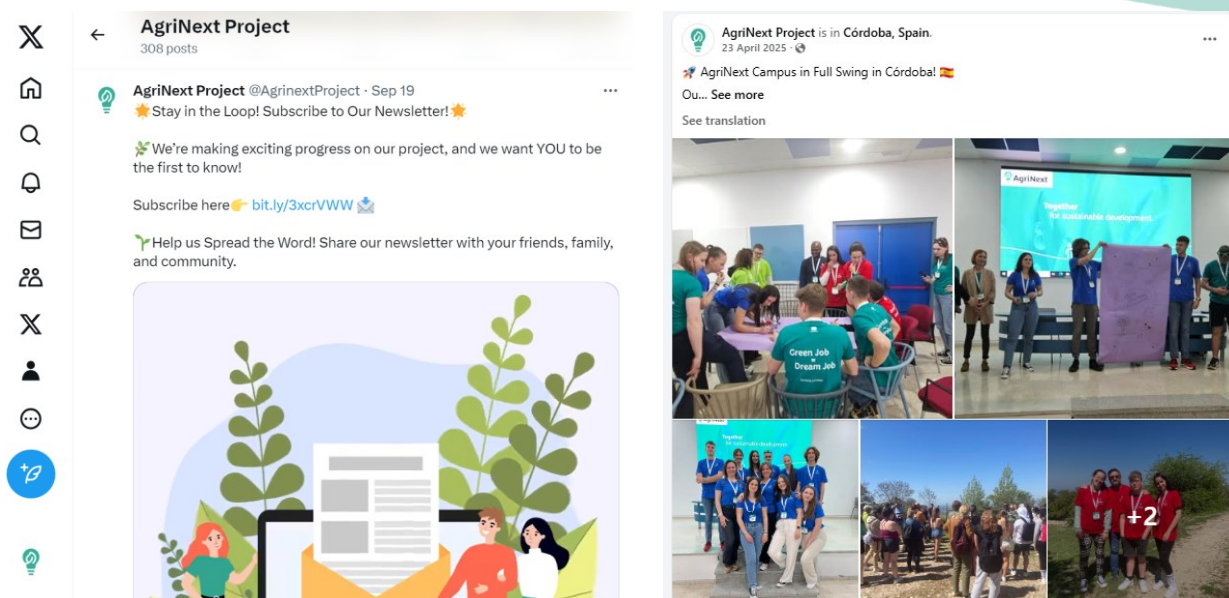 AgriNext Project
308 posts
AgriNext Project @AgrinextProject · Sep 19
🌟Stay in the Loop! Subscribe to Our Newsletter!🌟
🌿We're making exciting progress on our project, and we want YOU to be
the first to know!
Subscribe here👉 bit.ly/3xcrVWW 📩
🌱Help us Spread the Word! Share our newsletter with your friends, family,
and community.
AgriNext Project is in Córdoba, Spain.
23 April 2025 ·
🚀 AgriNext Campus in Full Swing in Córdoba! 🇪🇸
Ou... See more
See translation
Green Job
Dream Job
AgriNext
Together
for sustainable development.
Together
for sustainable development.
+2